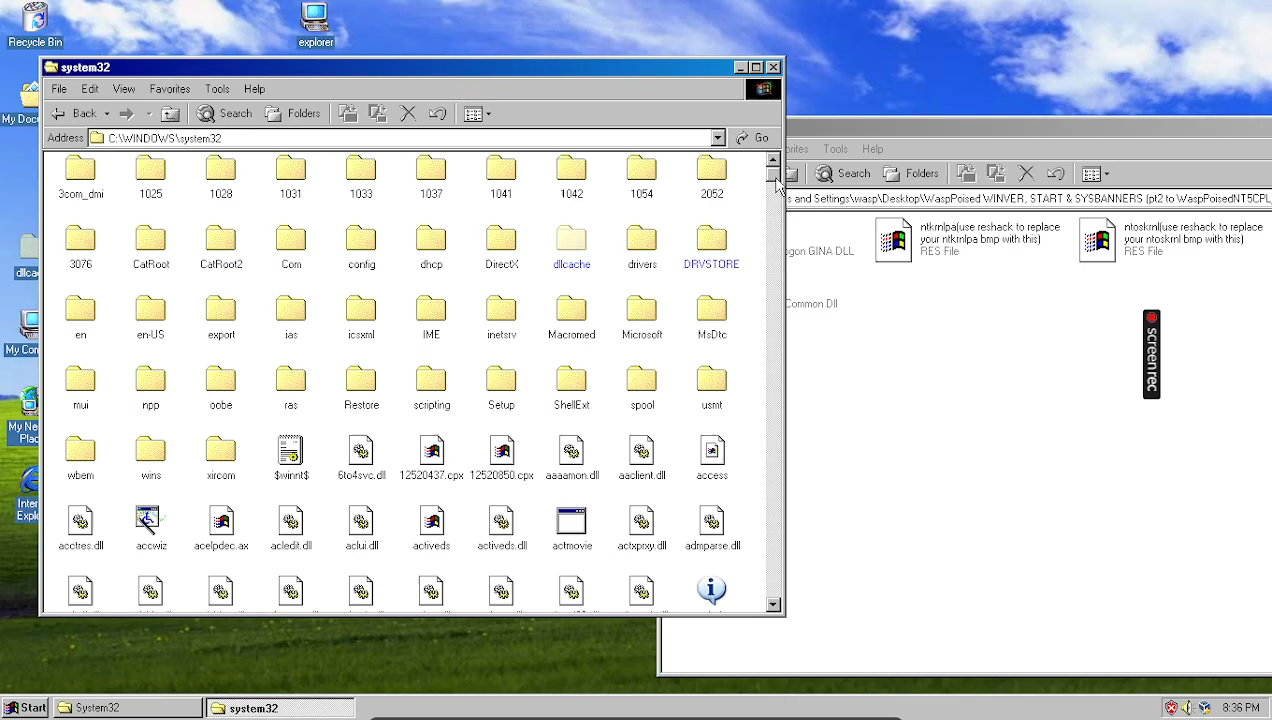 Recycle Bin
explorer
My Docu
dllcac
My Com
My Ne
Plac
Inter
Explo
system32
File Edit View Favorites Tools Help
Back Search Folders
Address C:\WINDOWS\system32 Go
3com_dmi 1025 1028 1031 1033 1037 1041 1042 1054 2052
3076 CatRoot CatRoot2 Com config dhcp DirectX dllcache drivers DRVSTORE
en en-US export ias icsxml IME inetsrv Macromed Microsoft MsDtc
mui npp oobe ras Restore scripting Setup ShellExt spool usmt
wbem wins xircom $winnt$ 6to4svc.dll 12520437.cpx 12520850.cpx aaaamon.dll aaclient.dll access
acctres.dll accwiz acelpdec.ax acledit.dll aclui.dll activeds activeds.dll actmovie actxprxy.dll admparse.dll
orites Tools Help
Search Folders
s and Settings\wasp\Desktop\WaspPoised WINVER, START & SYSBANNERS (pt2 to WaspPoisedNT5CPL,
ogon GINA DLL
Common Dll
ntkrnlpa(use reshack to replace
your ntkrnlpa bmp with this)
RES File
ntoskrnl(use reshack to replace
your ntoskrnl bmp with this)
RES File
screenrec
Start System32 system32 8:36 PM